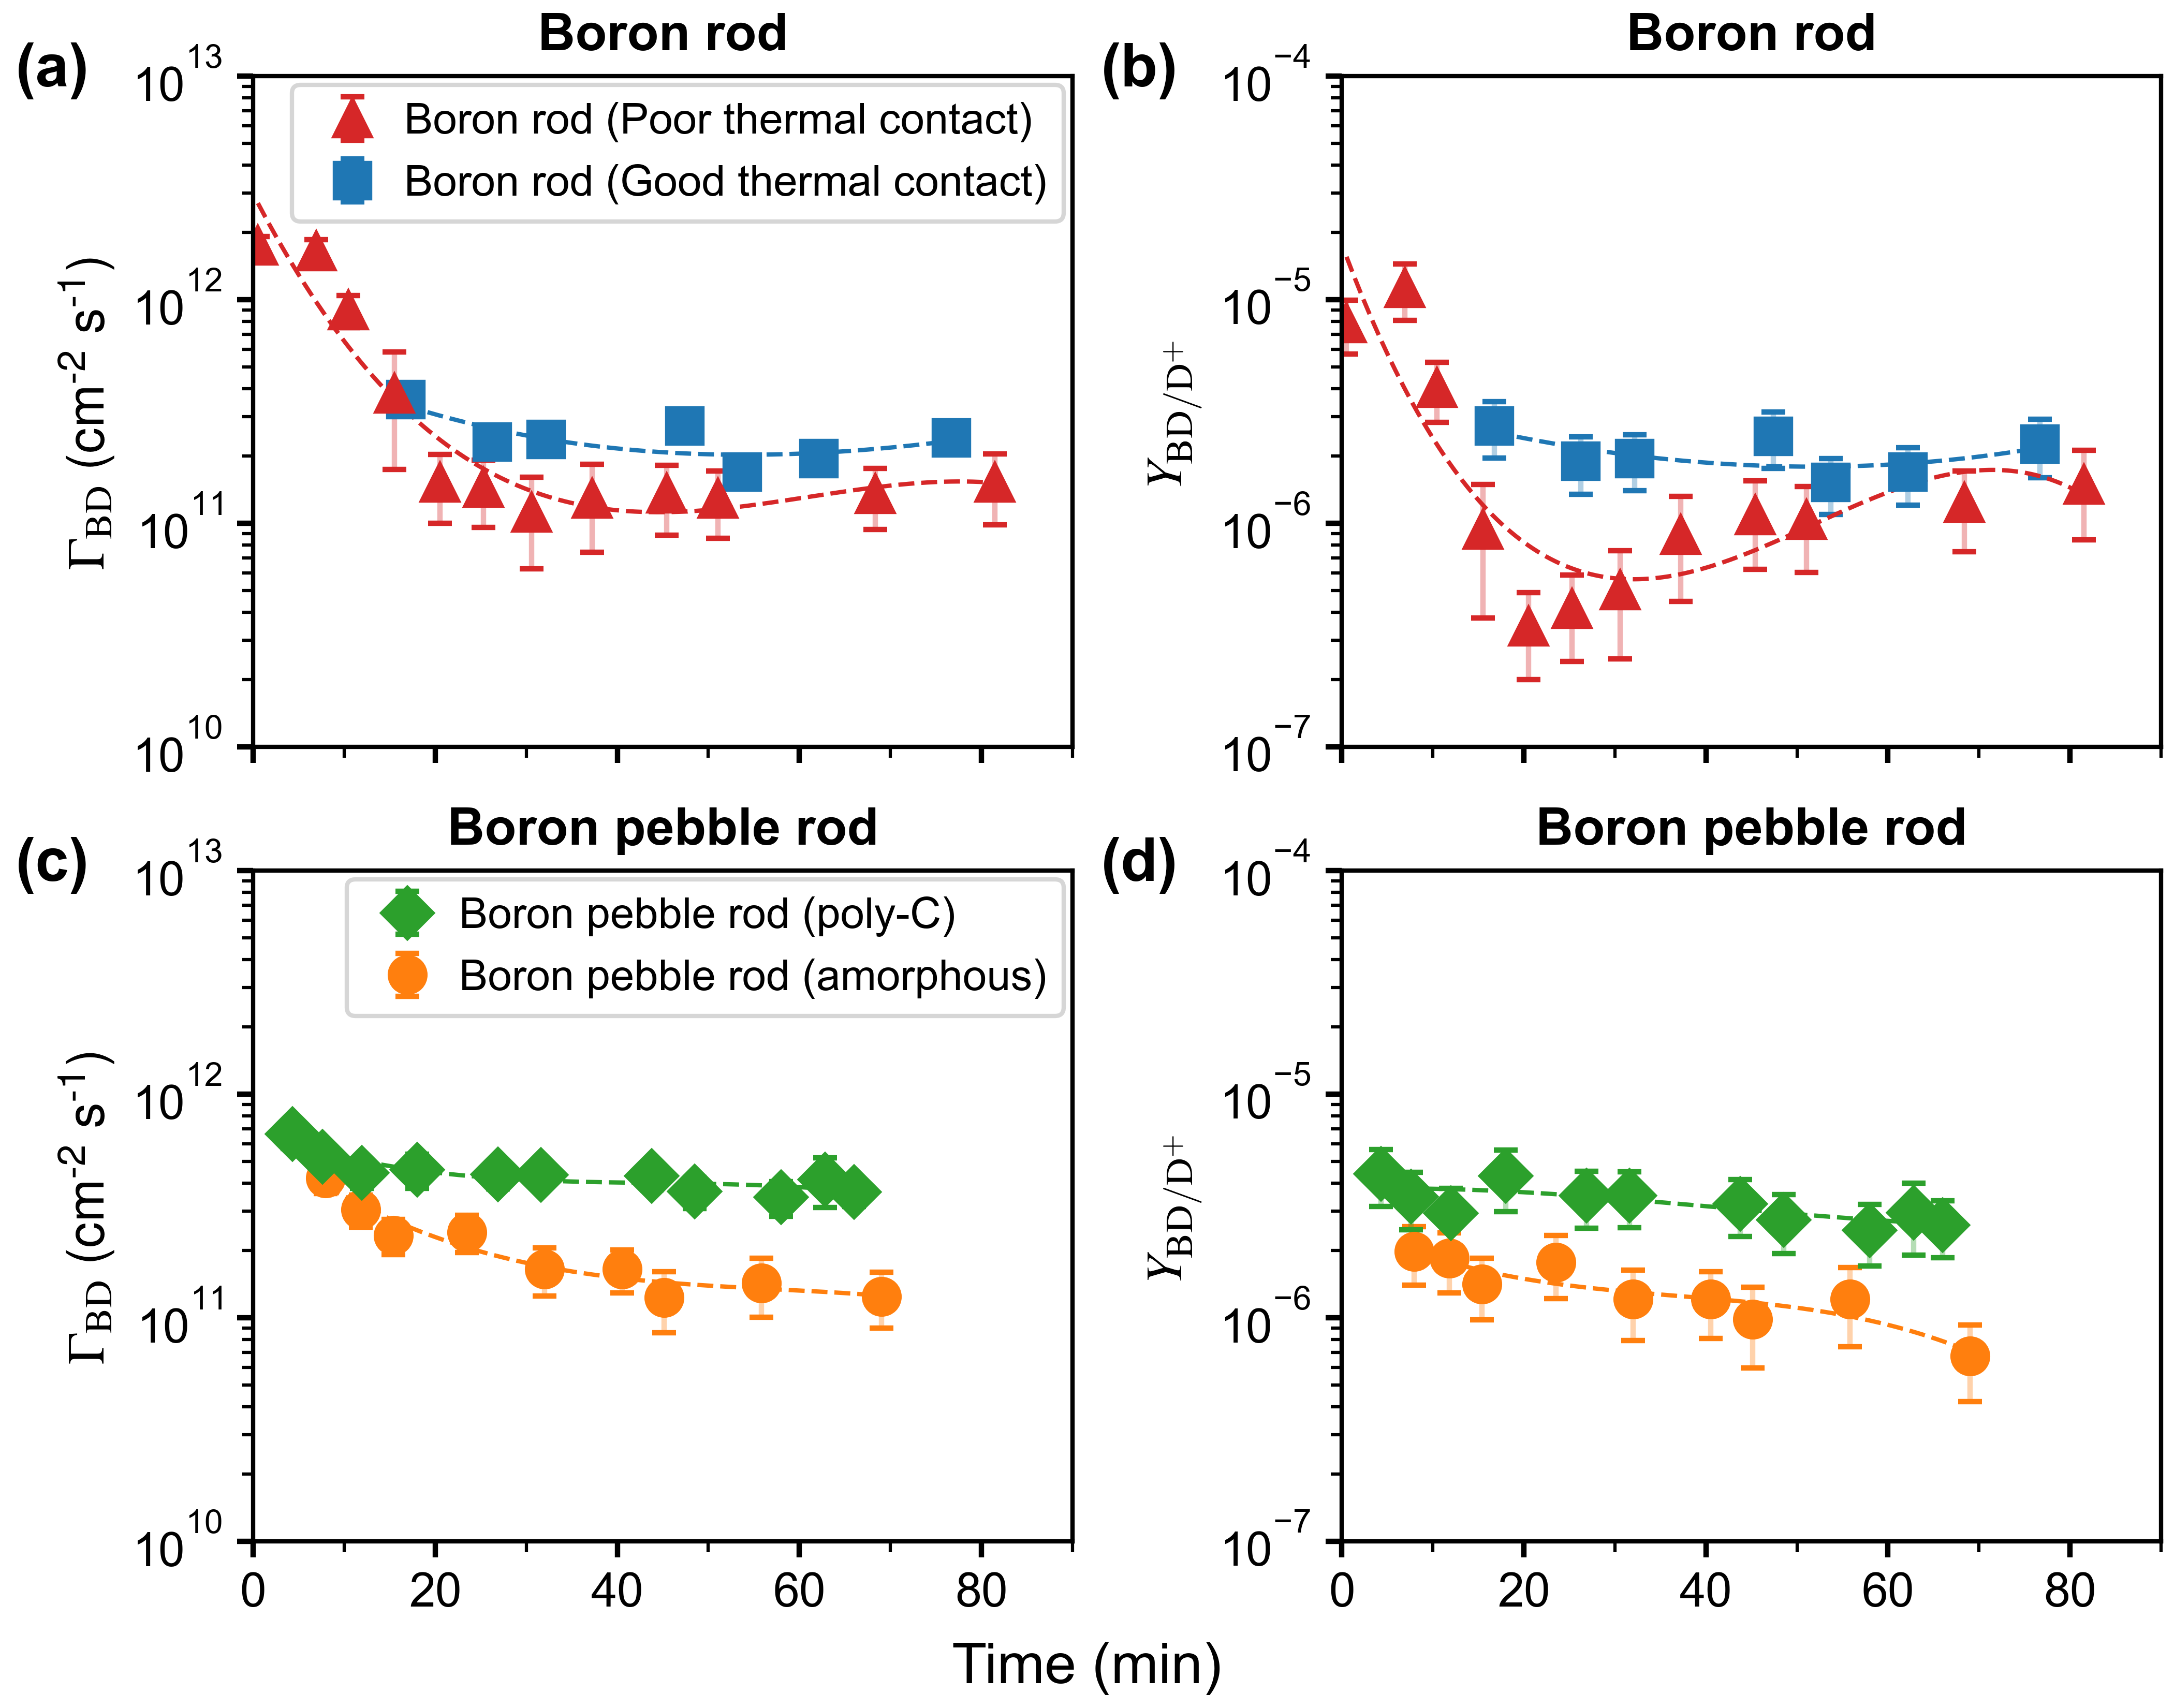 (a)
Boron rod
10^13
10^12
10^11
10^10
Γ_BD (cm^-2 s^-1)
Boron rod (Poor thermal contact)
Boron rod (Good thermal contact)
(b)
Boron rod
10^−4
10^−5
10^−6
10^−7
Y_BD/D^+
(c)
Boron pebble rod
10^13
10^12
10^11
10^10
Γ_BD (cm^-2 s^-1)
Boron pebble rod (poly-C)
Boron pebble rod (amorphous)
0 20 40 60 80
(d)
Boron pebble rod
10^−4
10^−5
10^−6
10^−7
Y_BD/D^+
0 20 40 60 80
Time (min)